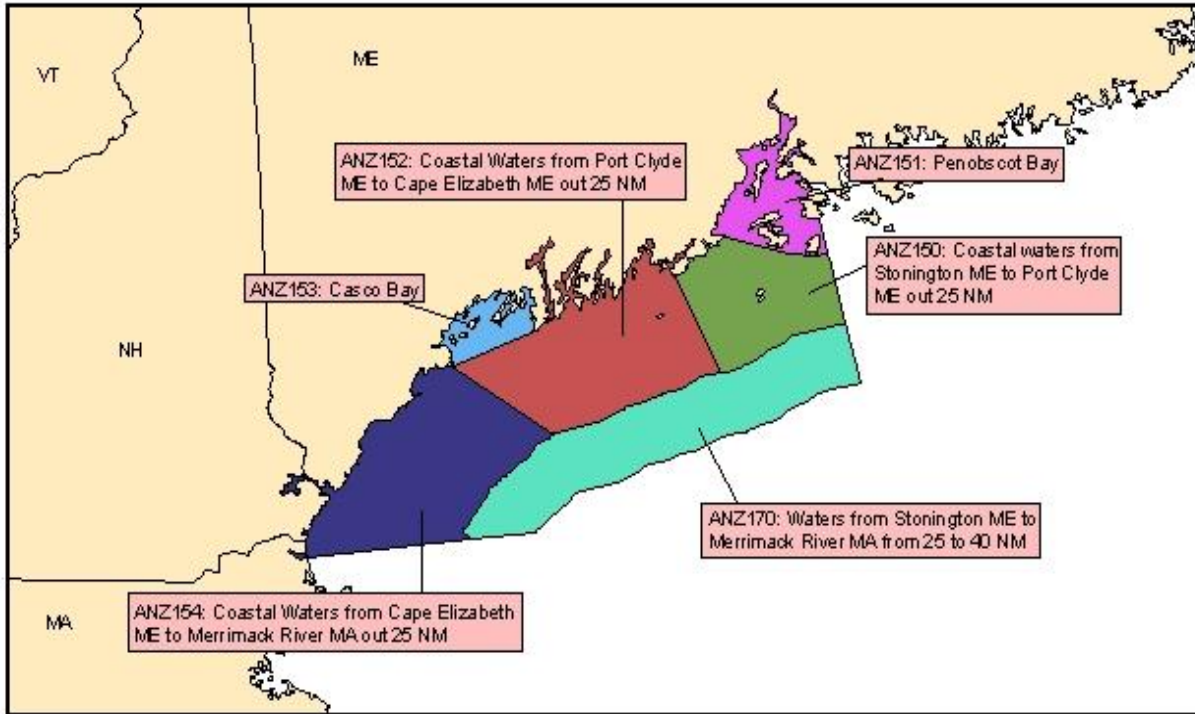 VT
ME
ANZ152: Coastal Waters from Port Clyde
ME to Cape Elizabeth ME out 25 NM
ANZ151: Penobscot Bay
ANZ150: Coastal waters from
Stonington ME to Port Clyde
ME out 25 NM
ANZ153: Casco Bay
NH
ANZ170: Waters from Stonington ME to
Merrimack River MA from 25 to 40 NM
ANZ154: Coastal Waters from Cape Elizabeth
ME to Merrimack River MA out 25 NM
MA